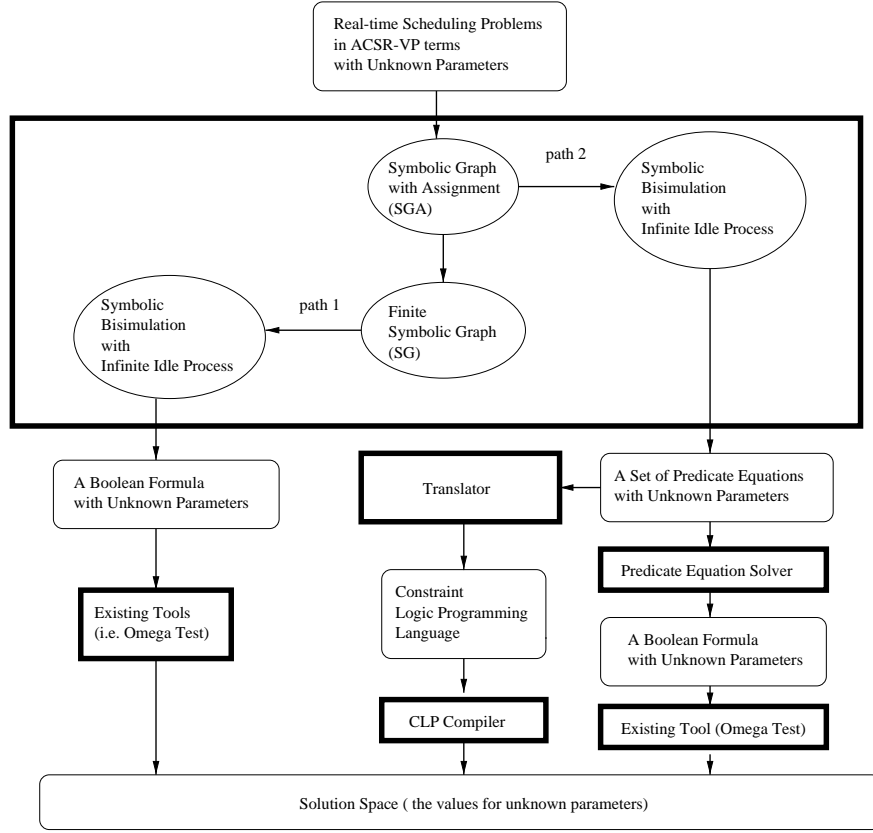 Real-time Scheduling Problems
in ACSR-VP terms
with Unknown Parameters
Symbolic Graph
with Assignment
(SGA)
path 2
Symbolic
Bisimulation
with
Infinite Idle Process
Symbolic
Bisimulation
with
Infinite Idle Process
path 1
Finite
Symbolic Graph
(SG)
A Boolean Formula
with Unknown Parameters
Translator
A Set of Predicate Equations
with Unknown Parameters
Predicate Equation Solver
Existing Tools
(i.e. Omega Test)
Constraint
Logic Programming
Language
A Boolean Formula
with Unknown Parameters
CLP Compiler
Existing Tool (Omega Test)
Solution Space ( the values for unknown parameters)